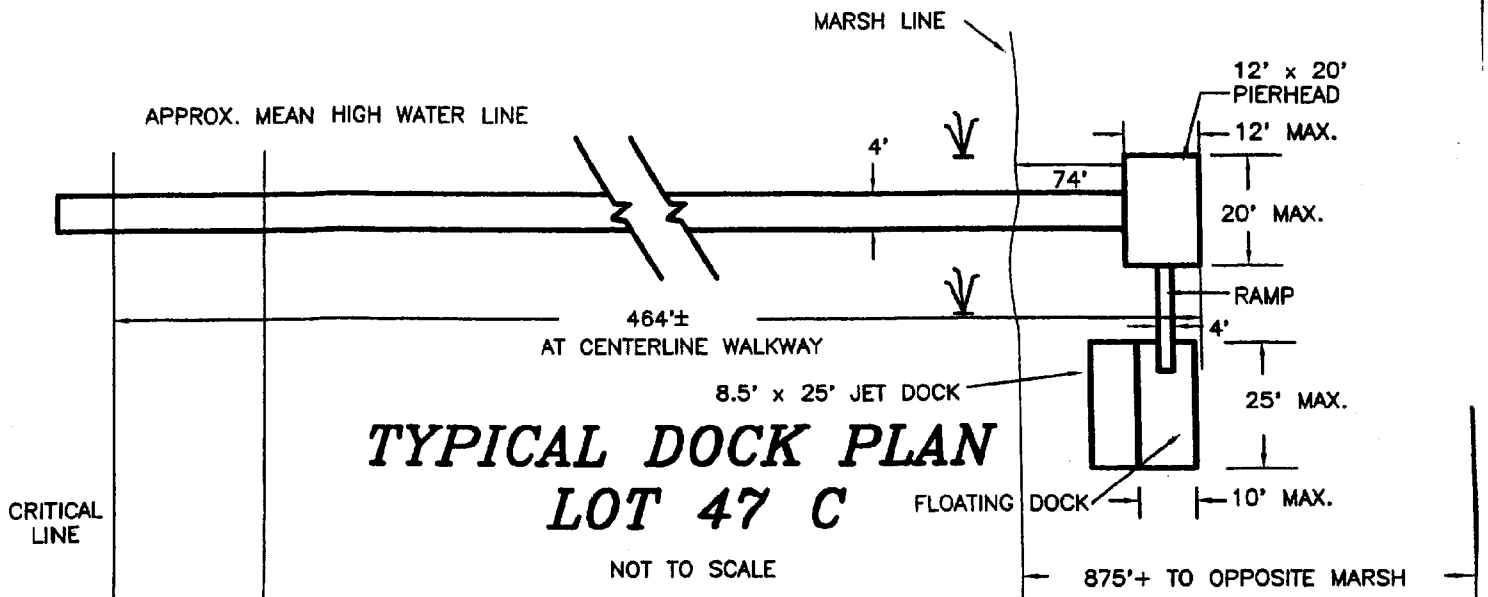 MARSH LINE
12' x 20'
PIERHEAD
12' MAX.
APPROX. MEAN HIGH WATER LINE
4'
74'
20' MAX.
RAMP
464'±
AT CENTERLINE WALKWAY
4'
8.5' x 25' JET DOCK
25' MAX.
TYPICAL DOCK PLAN
LOT 47 C
FLOATING DOCK
10' MAX.
CRITICAL
LINE
NOT TO SCALE
875'+ TO OPPOSITE MARSH